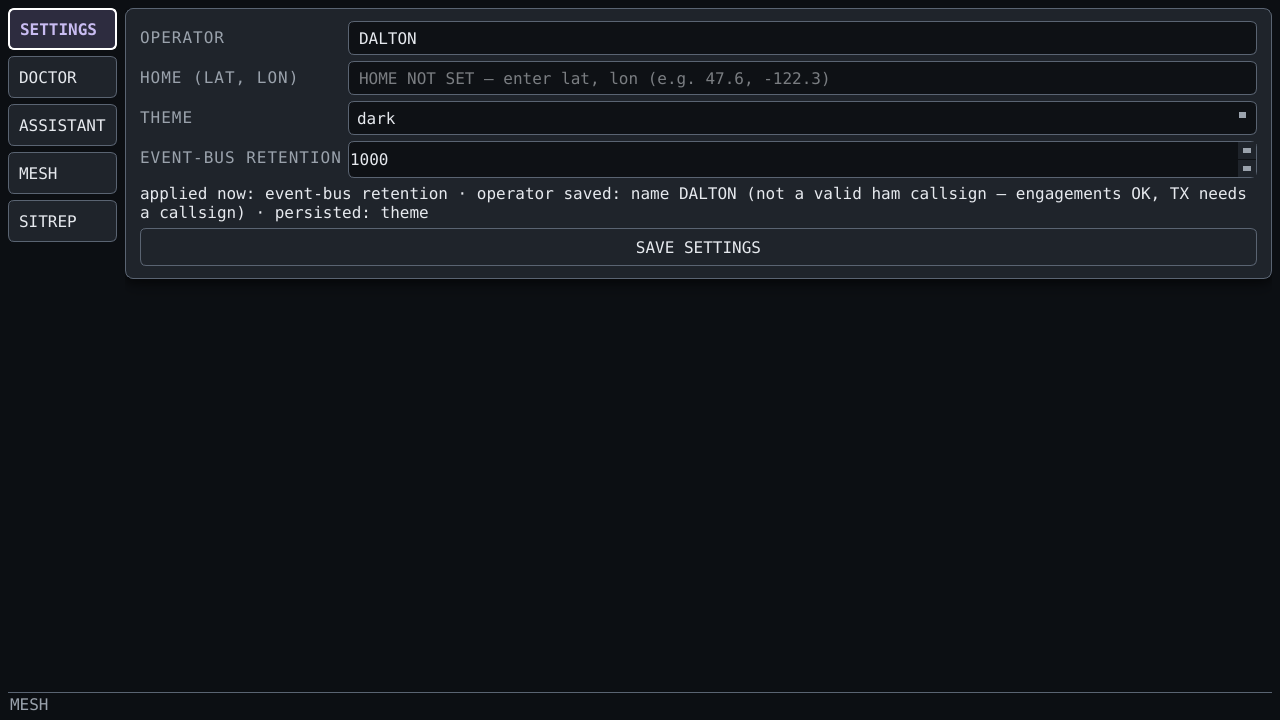 SETTINGS
DOCTOR
ASSISTANT
MESH
SITREP
OPERATOR
DALTON
HOME (LAT, LON)
HOME NOT SET — enter lat, lon (e.g. 47.6, -122.3)
THEME
dark
EVENT-BUS RETENTION
1000
applied now: event-bus retention · operator saved: name DALTON (not a valid ham callsign — engagements OK, TX needs
a callsign) · persisted: theme
SAVE SETTINGS
MESH